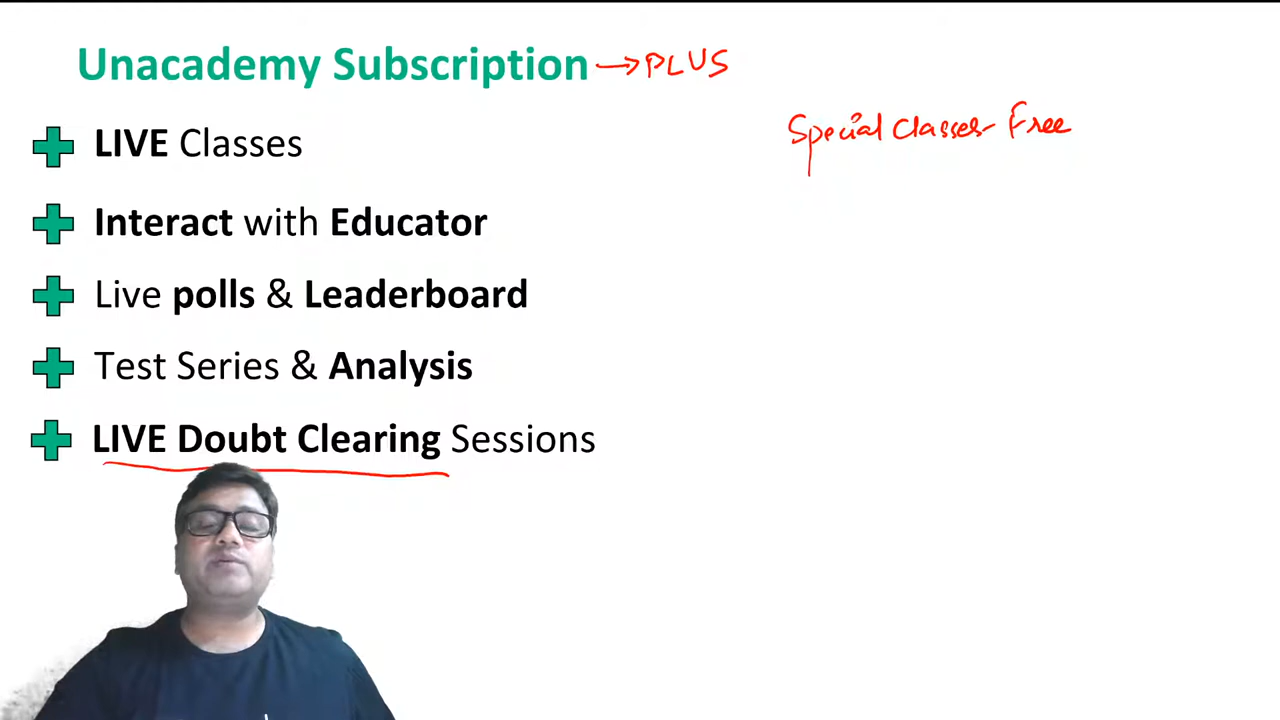 Unacademy Subscription → PLUS
Special Classes - Free
LIVE Classes
Interact with Educator
Live polls & Leaderboard
Test Series & Analysis
LIVE Doubt Clearing Sessions